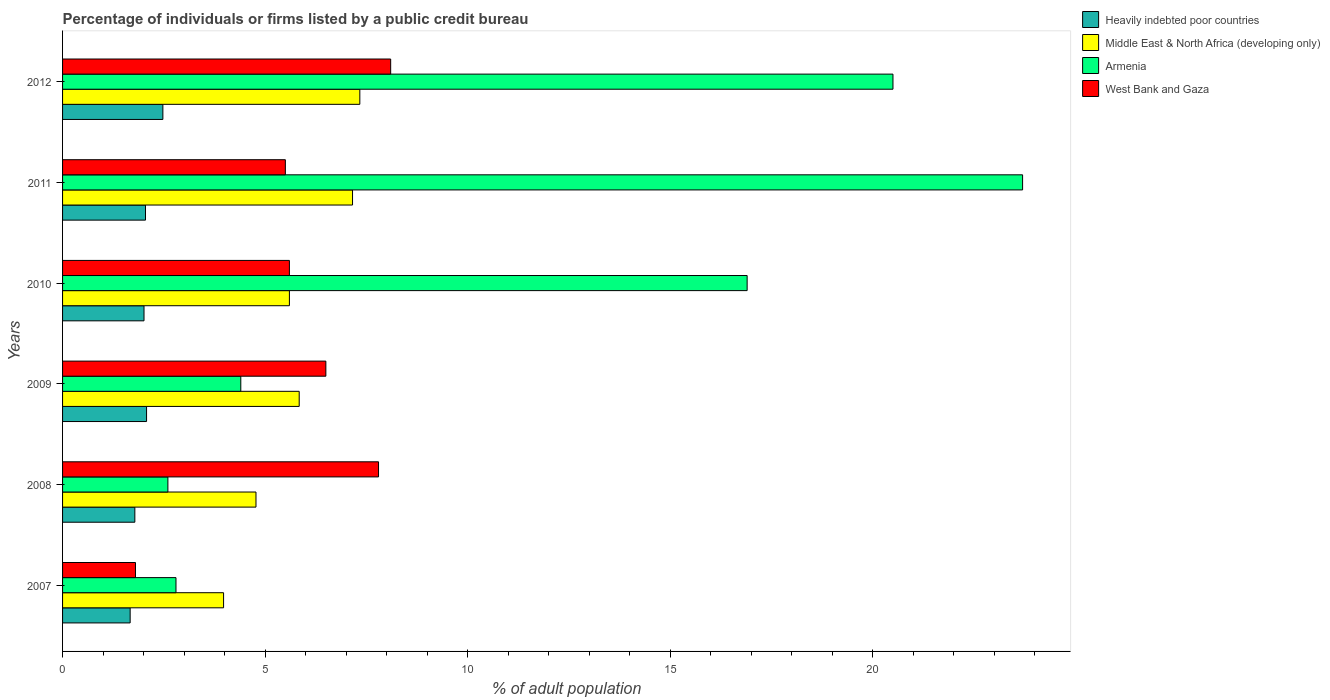 Percentage of individuals or firms listed by a public credit bureau
Heavily indebted poor countries
Middle East & North Africa (developing only)
Armenia
West Bank and Gaza
Years
2012
2011
2010
2009
2008
2007
0
5
10
15
20
% of adult population